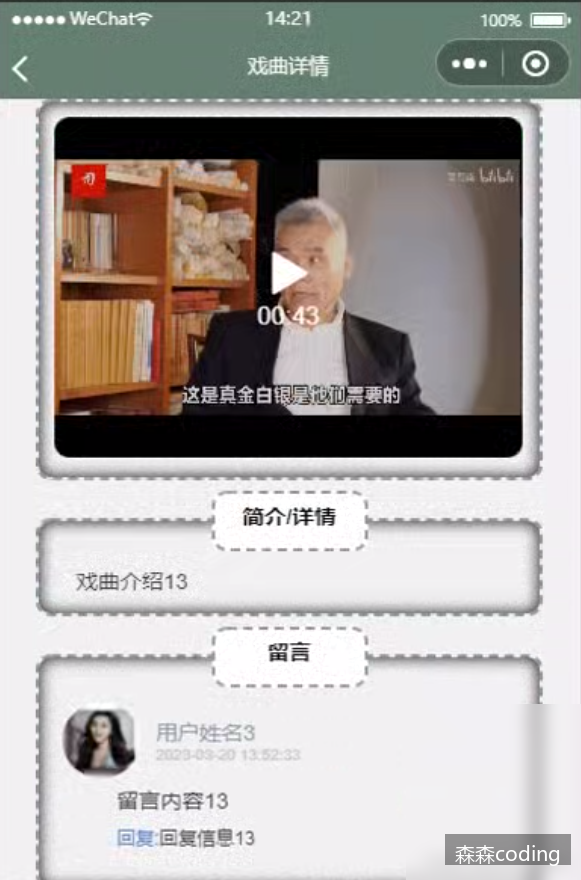 WeChat
14:21
100%
戏曲详情
bilibili
00:43
这是真金白银是他们需要的
简介/详情
戏曲介绍13
留言
用户姓名3
2023-03-20 13:52:33
留言内容13
回复:回复信息13
森森coding